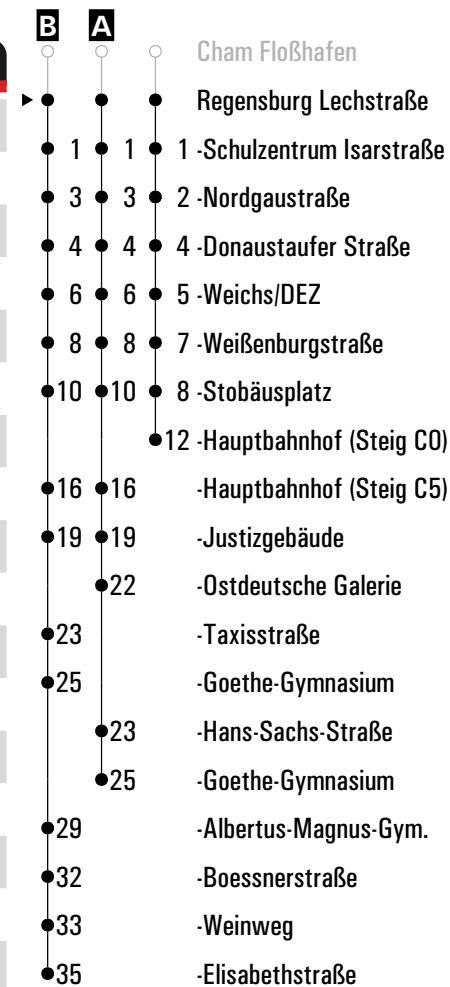 B A
Cham Floßhafen
Regensburg Lechstraße
1 1 1 -Schulzentrum Isarstraße
3 3 2 -Nordgaustraße
4 4 4 -Donaustaufer Straße
6 6 5 -Weichs/DEZ
8 8 7 -Weißenburgstraße
10 10 8 -Stobäusplatz
12 -Hauptbahnhof (Steig C0)
16 16 -Hauptbahnhof (Steig C5)
19 19 -Justizgebäude
22 -Ostdeutsche Galerie
23 -Taxisstraße
25 -Goethe-Gymnasium
23 -Hans-Sachs-Straße
25 -Goethe-Gymnasium
29 -Albertus-Magnus-Gym.
32 -Boessnerstraße
33 -Weinweg
35 -Elisabethstraße